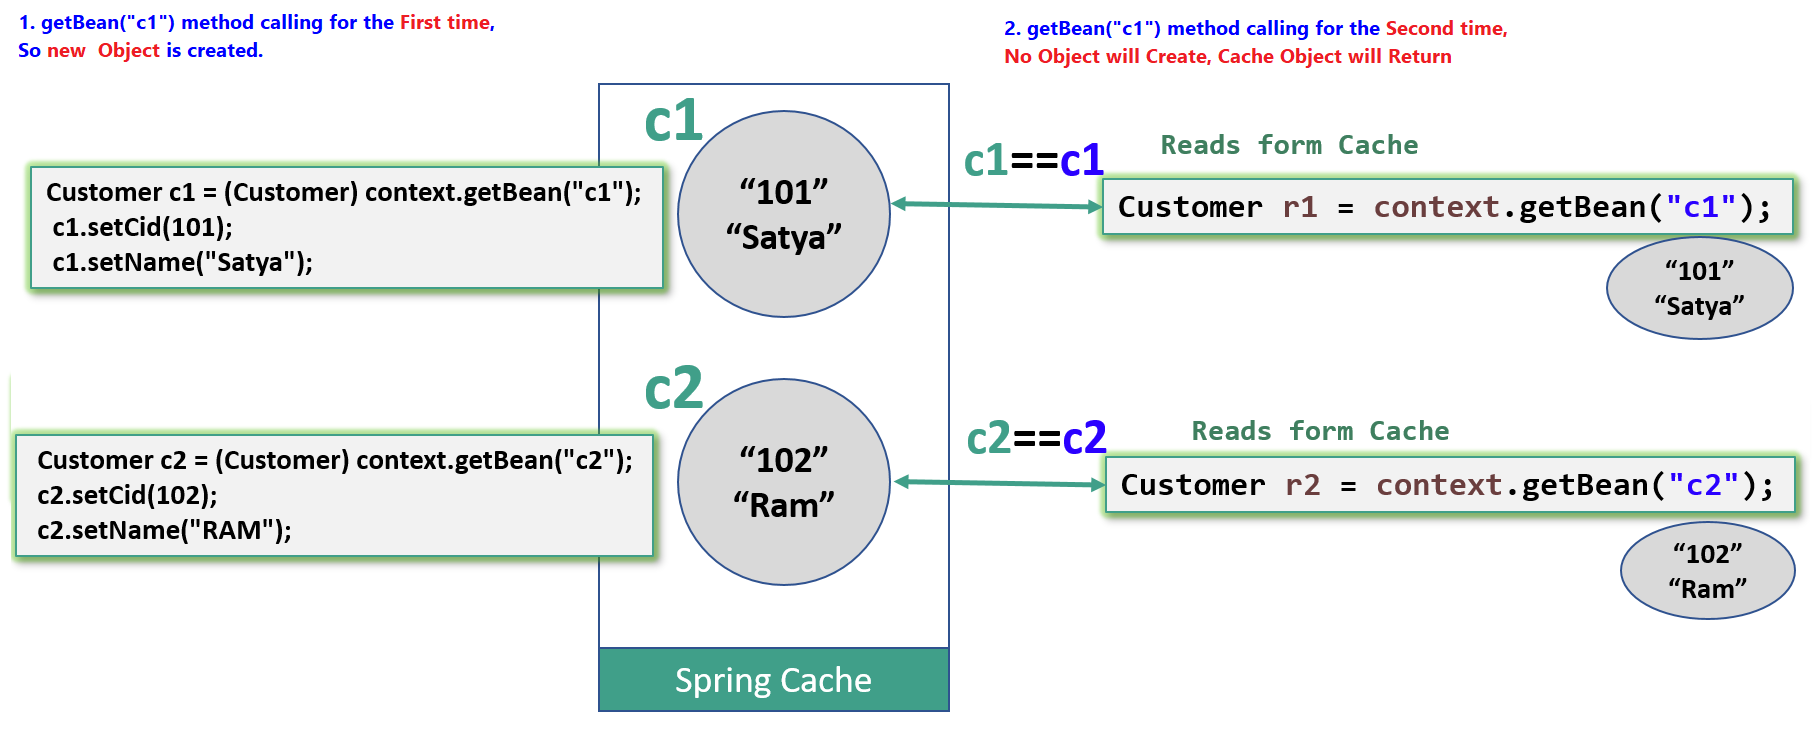 1. getBean("c1") method calling for the First time,
So new  Object is created.
2. getBean("c1") method calling for the Second time,
No Object will Create, Cache Object will Return
c1
“101”
“Satya”
Customer c1 = (Customer) context.getBean("c1");
c1.setCid(101);
c1.setName("Satya");
c1==c1
Reads form Cache
Customer r1 = context.getBean("c1");
“101”
“Satya”
c2
“102”
“Ram”
Customer c2 = (Customer) context.getBean("c2");
c2.setCid(102);
c2.setName("RAM");
c2==c2
Reads form Cache
Customer r2 = context.getBean("c2");
“102”
“Ram”
Spring Cache